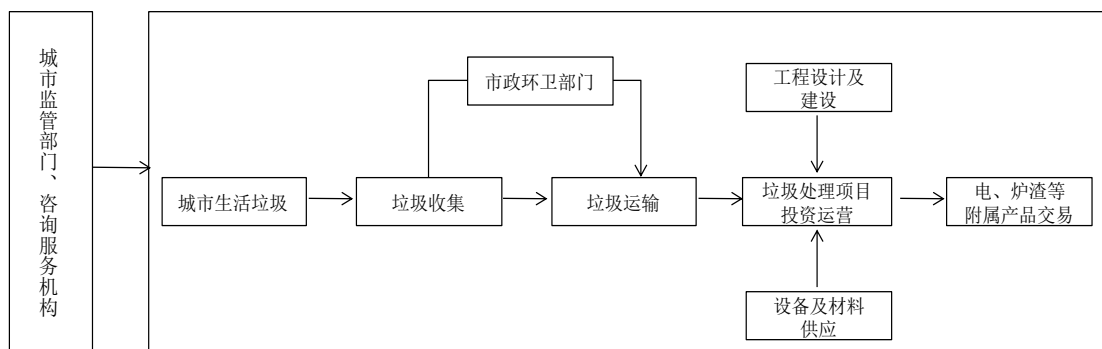 城市监管部门、咨询服务机构
市政环卫部门
工程设计及
建设
城市生活垃圾
垃圾收集
垃圾运输
垃圾处理项目
投资运营
电、炉渣等
附属产品交易
设备及材料
供应